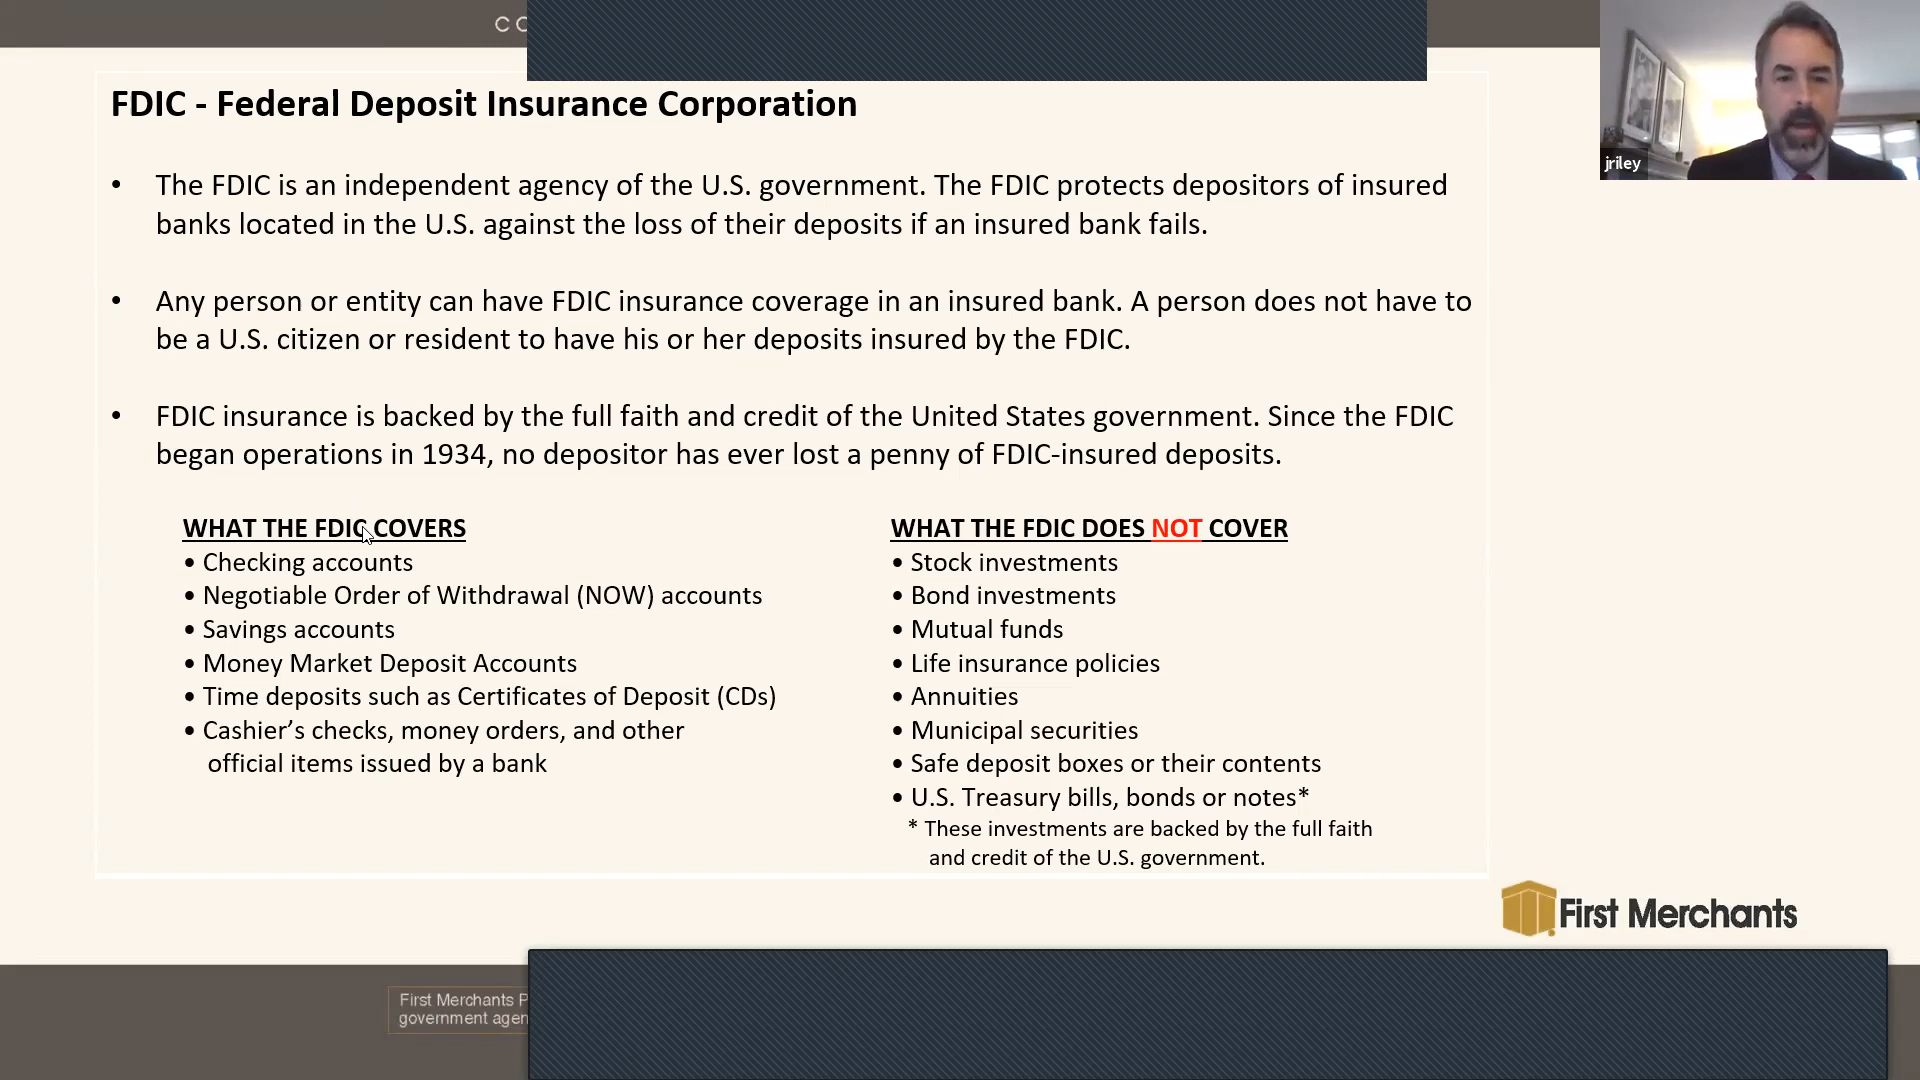 FDIC - Federal Deposit Insurance Corporation
jriley
• The FDIC is an independent agency of the U.S. government. The FDIC protects depositors of insured
banks located in the U.S. against the loss of their deposits if an insured bank fails.
• Any person or entity can have FDIC insurance coverage in an insured bank. A person does not have to
be a U.S. citizen or resident to have his or her deposits insured by the FDIC.
• FDIC insurance is backed by the full faith and credit of the United States government. Since the FDIC
began operations in 1934, no depositor has ever lost a penny of FDIC-insured deposits.
WHAT THE FDIC COVERS
• Checking accounts
• Negotiable Order of Withdrawal (NOW) accounts
• Savings accounts
• Money Market Deposit Accounts
• Time deposits such as Certificates of Deposit (CDs)
• Cashier’s checks, money orders, and other
official items issued by a bank
WHAT THE FDIC DOES NOT COVER
• Stock investments
• Bond investments
• Mutual funds
• Life insurance policies
• Annuities
• Municipal securities
• Safe deposit boxes or their contents
• U.S. Treasury bills, bonds or notes*
* These investments are backed by the full faith
and credit of the U.S. government.
First Merchants
First Merchants
government